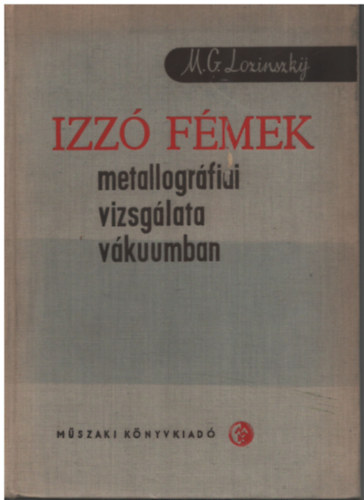 M. G. Lozinszkij
IZZÓ FÉMEK
metallográfiai
vizsgálata
vákuumban
MŰSZAKI KÖNYVKIADÓ